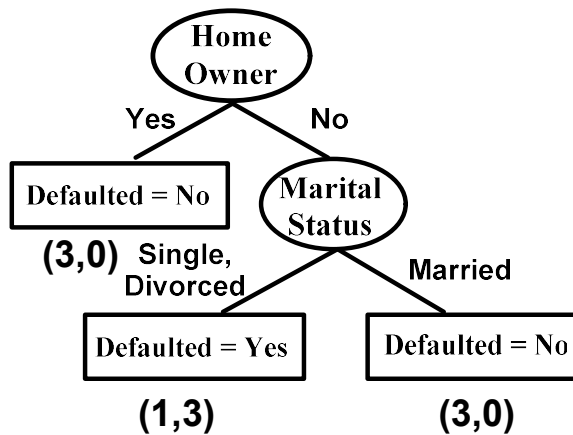 Home
Owner
Yes
No
Defaulted = No
Marital
Status
(3,0)
Single,
Divorced
Married
Defaulted = Yes
Defaulted = No
(1,3)
(3,0)